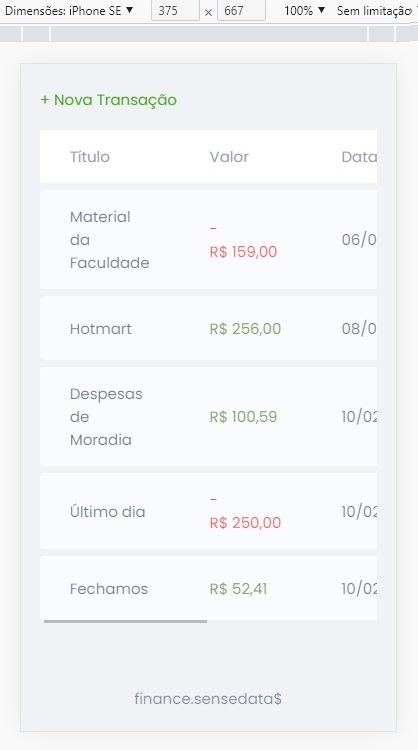 Dimensões: iPhone SE ▼ 375 × 667 100% ▼ Sem limitação
+ Nova Transação
Título Valor Data
Material
da
Faculdade
-
R$ 159,00
06/0
Hotmart R$ 256,00 08/0
Despesas
de
Moradia
R$ 100,59
10/02
Último dia
-
R$ 250,00
10/02
Fechamos R$ 52,41 10/02
finance.sensedata$